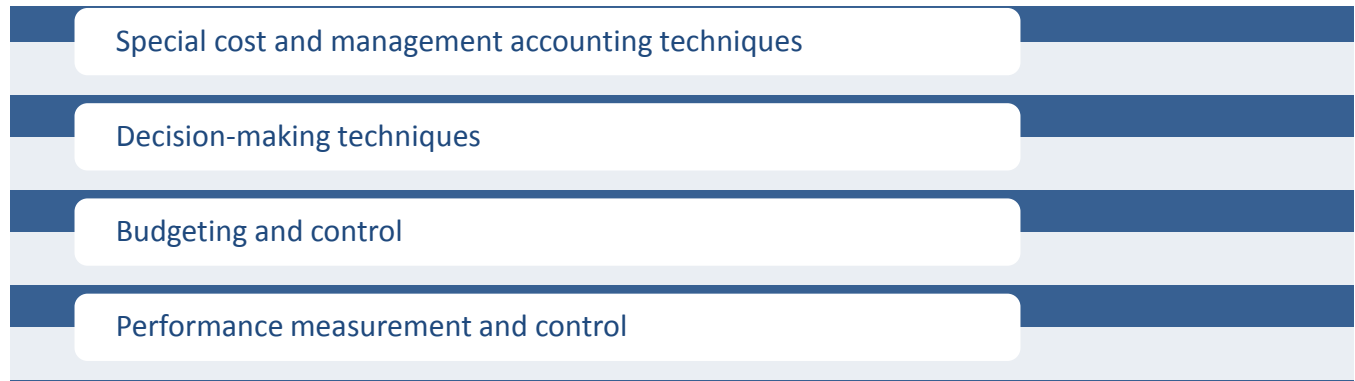 Special cost and management accounting techniques
Decision-making techniques
Budgeting and control
Performance measurement and control